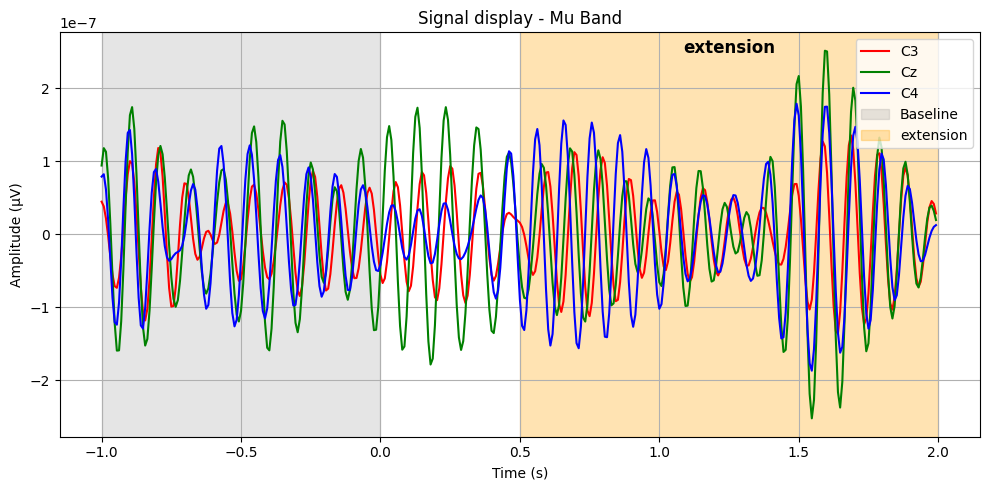 Signal display - Mu Band
1e−7
extension
C3
Cz
C4
Baseline
extension
Amplitude (µV)
2
1
0
−1
−2
−1.0 −0.5 0.0 0.5 1.0 1.5 2.0
Time (s)